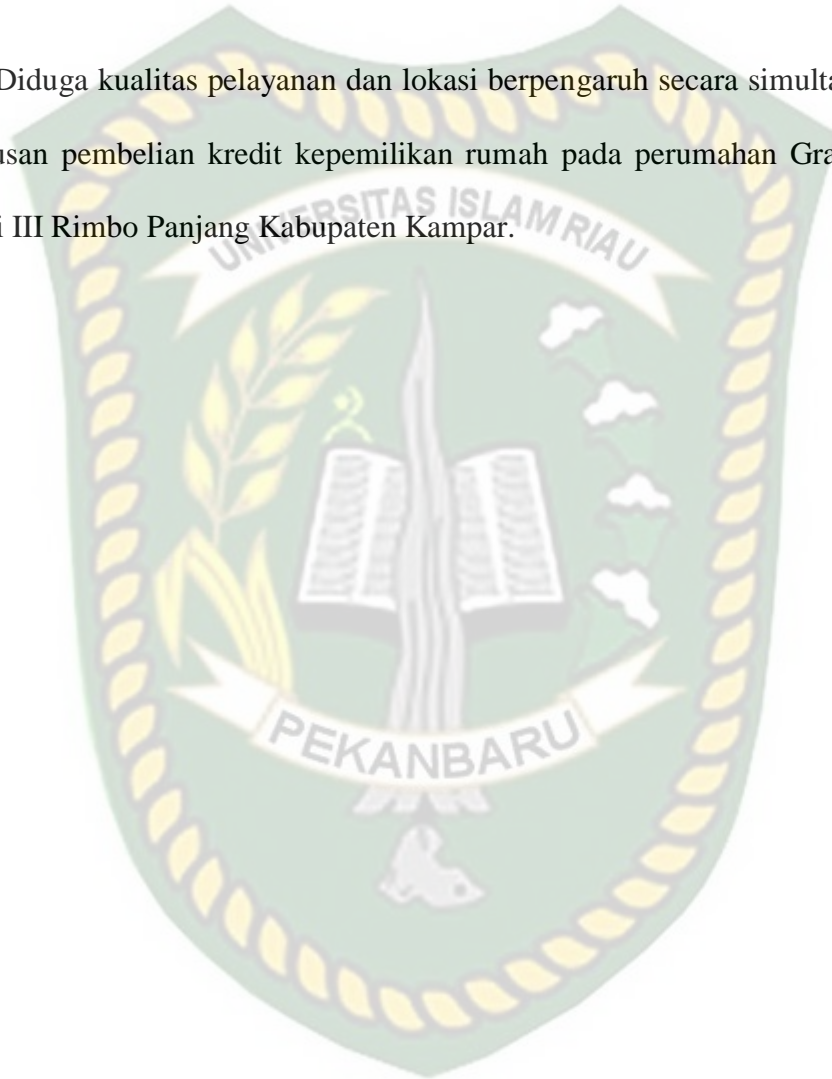 Diduga kualitas pelayanan dan lokasi berpengaruh secara simulta
usan pembelian kredit kepemilikan rumah pada perumahan Gra
i III Rimbo Panjang Kabupaten Kampar.
UNIVERSITAS ISLAM RIAU
PEKANBARU